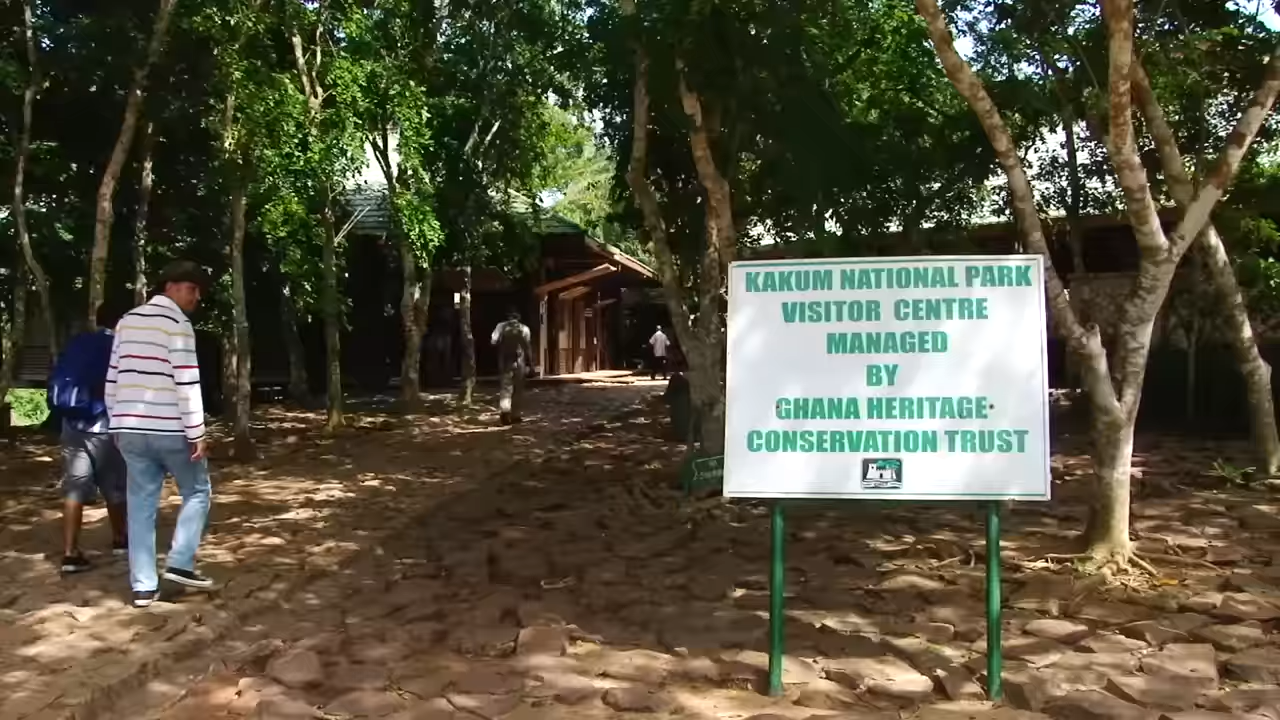 KAKUM NATIONAL PARK
VISITOR CENTRE
MANAGED
BY
GHANA HERITAGE
CONSERVATION TRUST